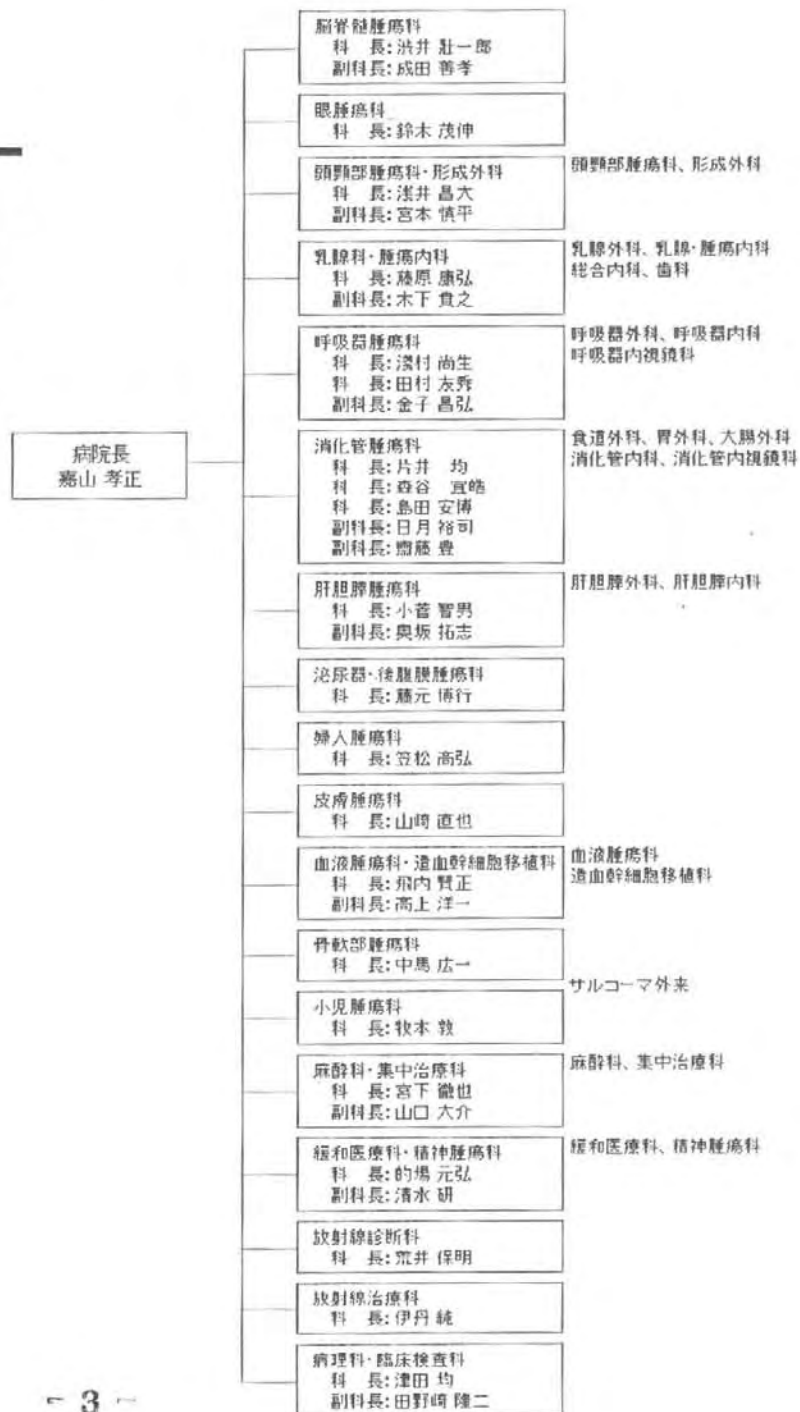 脳脊髄腫瘍科
科 長:渋井 壮一郎
副科長:成田 善孝
眼腫瘍科
科 長:鈴木 茂伸
頭頸部腫瘍科・形成外科
科 長:浅井 昌大
副科長:宮本 慎平
頭頸部腫瘍科、形成外科
乳腺科・腫瘍内科
科 長:藤原 康弘
副科長:木下 貴之
乳腺外科、乳腺・腫瘍内科
総合内科、歯科
呼吸器腫瘍科
科 長:淺村 尚生
科 長:田村 友秀
副科長:金子 昌弘
呼吸器外科、呼吸器内科
呼吸器内視鏡科
病院長
嘉山 孝正
消化管腫瘍科
科 長:片井 均
科 長:森谷 宜皓
科 長:島田 安博
副科長:日月 裕司
副科長:齋藤 豊
食道外科、胃外科、大腸外科
消化管内科、消化管内視鏡科
肝胆膵腫瘍科
科 長:小菅 智男
副科長:奥坂 拓志
肝胆膵外科、肝胆膵内科
泌尿器・後腹膜腫瘍科
科 長:藤元 博行
婦人腫瘍科
科 長:笠松 高弘
皮膚腫瘍科
科 長:山崎 直也
血液腫瘍科・造血幹細胞移植科
科 長:飛内 賢正
副科長:高上 洋一
血液腫瘍科
造血幹細胞移植科
骨軟部腫瘍科
科 長:中馬 広一
サルコーマ外来
小児腫瘍科
科 長:牧本 敦
麻酔科・集中治療科
科 長:宮下 徹也
副科長:山口 大介
麻酔科、集中治療科
緩和医療科・精神腫瘍科
科 長:的場 元弘
副科長:清水 研
緩和医療科、精神腫瘍科
放射線診断科
科 長:荒井 保明
放射線治療科
科 長:伊丹 純
病理科・臨床検査科
科 長:津田 均
副科長:田野崎 隆二
- 3 -